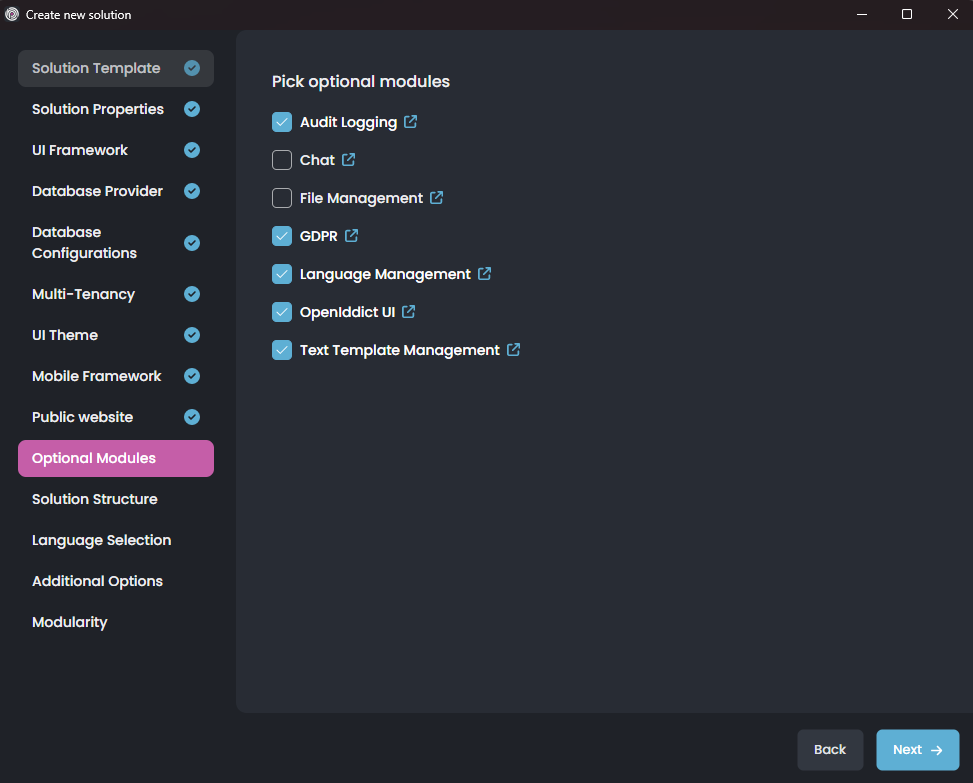 Create new solution
Solution Template
Solution Properties
UI Framework
Database Provider
Database
Configurations
Multi-Tenancy
UI Theme
Mobile Framework
Public website
Optional Modules
Solution Structure
Language Selection
Additional Options
Modularity
Pick optional modules
Audit Logging
Chat
File Management
GDPR
Language Management
OpenIddict UI
Text Template Management
Back
Next